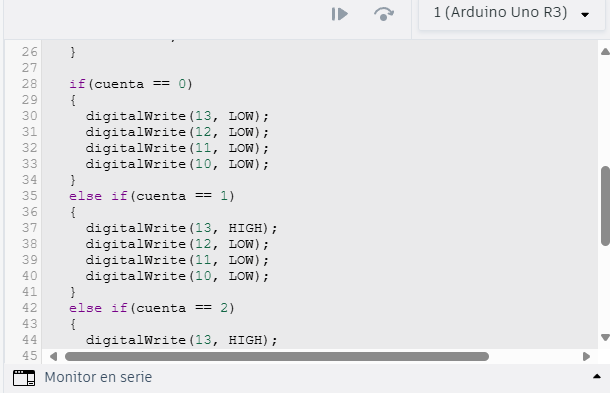 1 (Arduino Uno R3)
26 }
27
28 if(cuenta == 0)
29 {
30 digitalWrite(13, LOW);
31 digitalWrite(12, LOW);
32 digitalWrite(11, LOW);
33 digitalWrite(10, LOW);
34 }
35 else if(cuenta == 1)
36 {
37 digitalWrite(13, HIGH);
38 digitalWrite(12, LOW);
39 digitalWrite(11, LOW);
40 digitalWrite(10, LOW);
41 }
42 else if(cuenta == 2)
43 {
44 digitalWrite(13, HIGH);
45
Monitor en serie